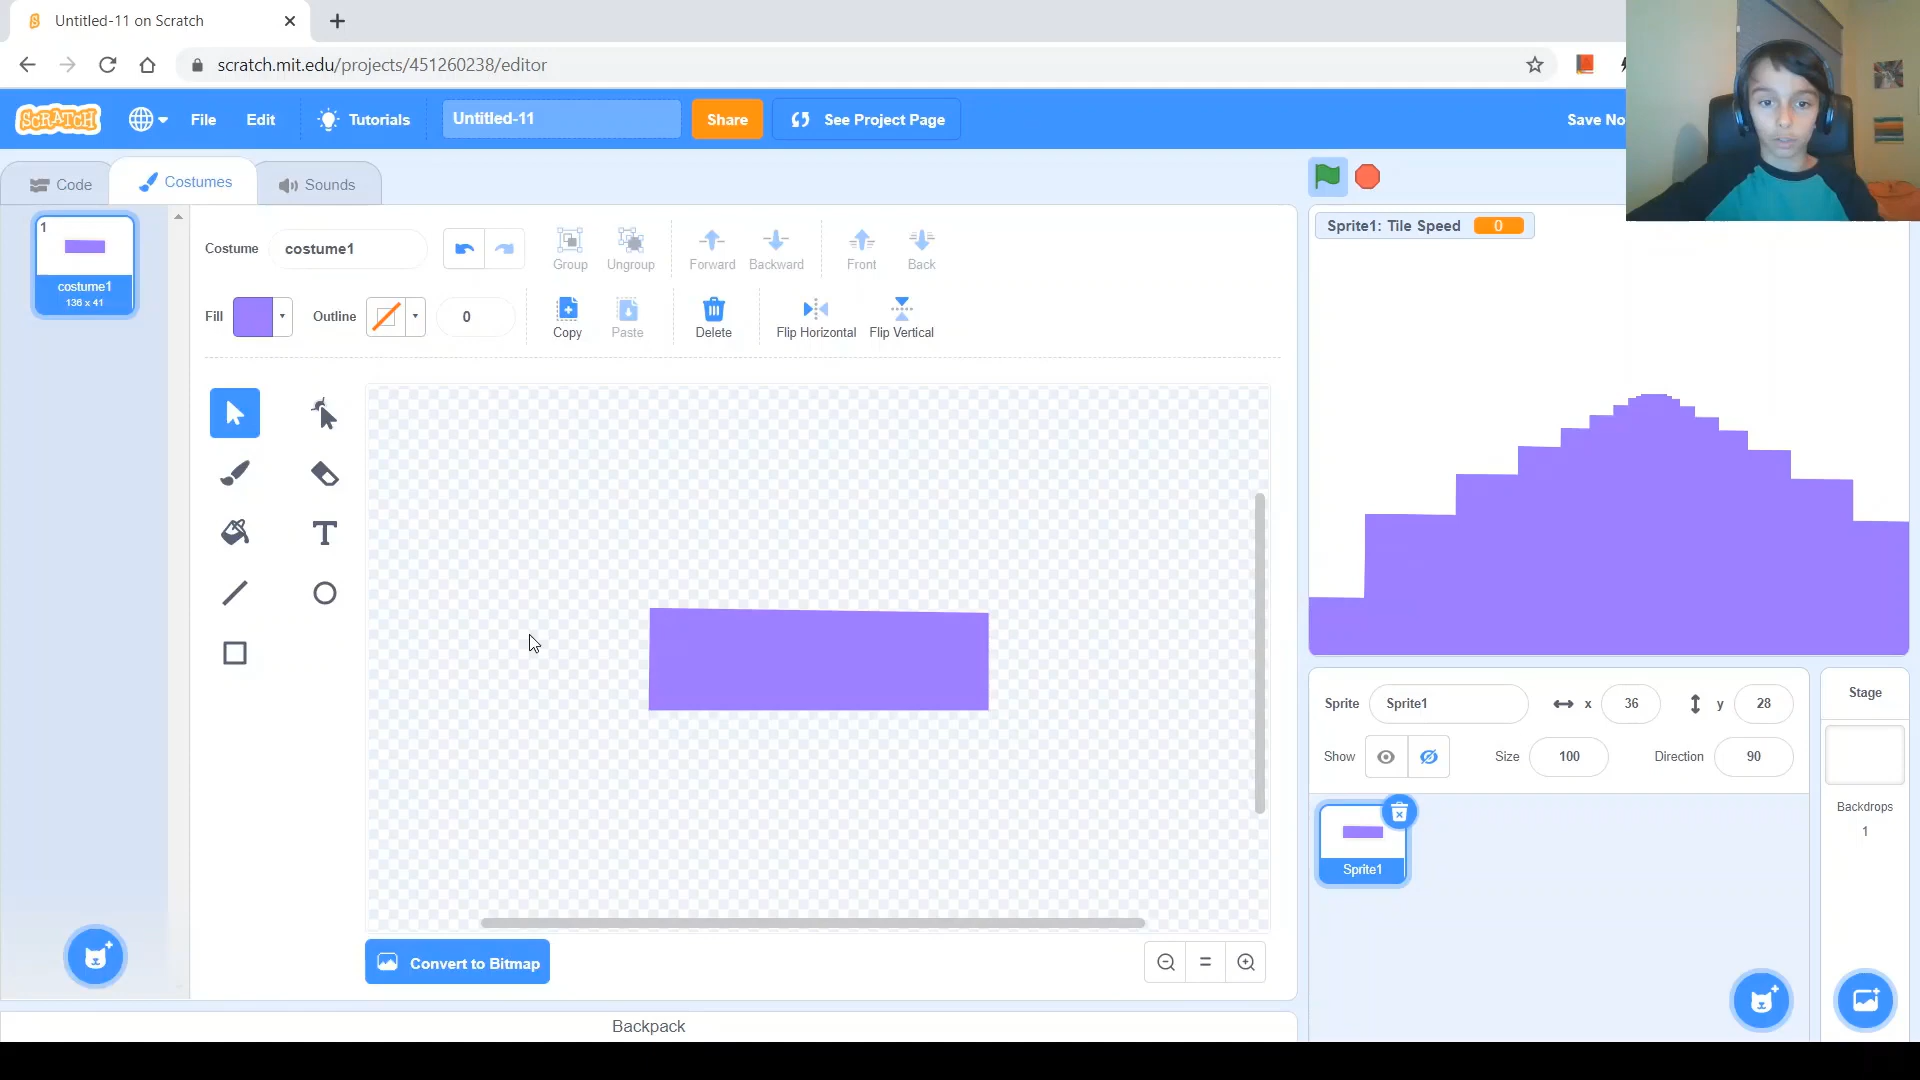 Untitled-11 on Scratch
scratch.mit.edu/projects/451260238/editor
SCRATCH
File
Edit
Tutorials
Untitled-11
Share
See Project Page
Save No
Code
Costumes
Sounds
1
costume1
136 x 41
Costume
costume1
Group
Ungroup
Forward
Backward
Front
Back
Fill
Outline
0
Copy
Paste
Delete
Flip Horizontal
Flip Vertical
T
Convert to Bitmap
Backpack
Sprite1: Tile Speed 0
Sprite
Sprite1
x
36
y
28
Show
Size
100
Direction
90
Sprite1
Stage
Backdrops
1